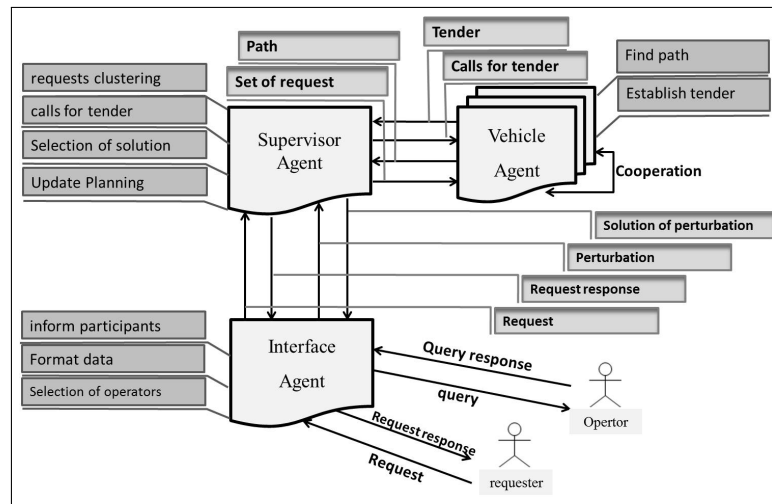 Path
Tender
Set of request
Calls for tender
requests clustering
calls for tender
Selection of solution
Update Planning
Supervisor
Agent
Vehicle
Agent
Find path
Establish tender
Cooperation
Solution of perturbation
Perturbation
Request response
Request
inform participants
Format data
Selection of operators
Interface
Agent
Query response
query
Opertor
Request response
Request
requester